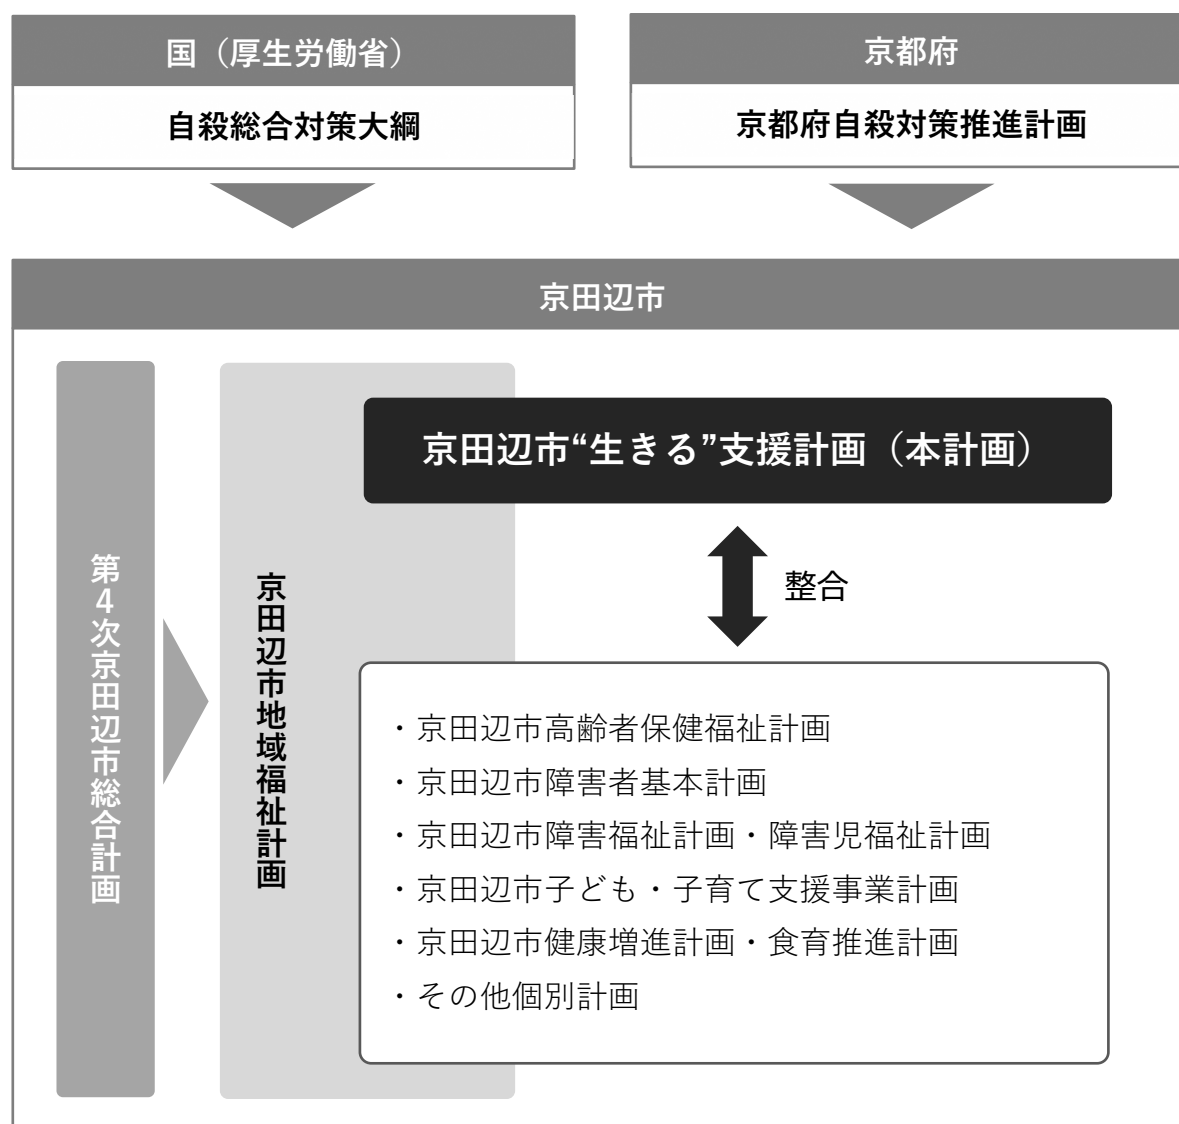 国（厚生労働省）
自殺総合対策大綱
京都府
京都府自殺対策推進計画
京田辺市
第4次京田辺市総合計画
京田辺市地域福祉計画
京田辺市“生きる”支援計画（本計画）
整合
・京田辺市高齢者保健福祉計画
・京田辺市障害者基本計画
・京田辺市障害福祉計画・障害児福祉計画
・京田辺市子ども・子育て支援事業計画
・京田辺市健康増進計画・食育推進計画
・その他個別計画